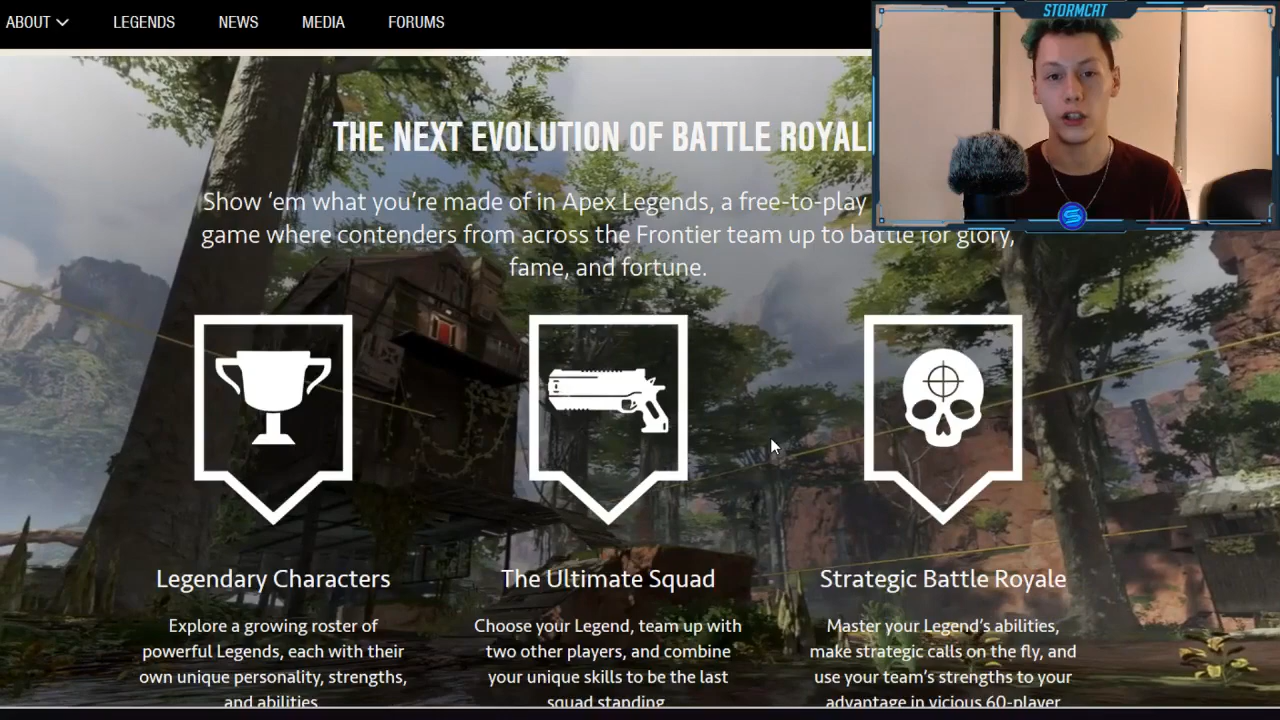 ABOUT LEGENDS NEWS MEDIA FORUMS
STORMCAT
THE NEXT EVOLUTION OF BATTLE ROYAL
Show ‘em what you’re made of in Apex Legends, a free-to-play
game where contenders from across the Frontier team up to battle for glory,
fame, and fortune.
Legendary Characters
Explore a growing roster of
powerful Legends, each with their
own unique personality, strengths,
and abilities.
The Ultimate Squad
Choose your Legend, team up with
two other players, and combine
your unique skills to be the last
squad standing.
Strategic Battle Royale
Master your Legend’s abilities,
make strategic calls on the fly, and
use your team’s strengths to your
advantage in vicious 60-player